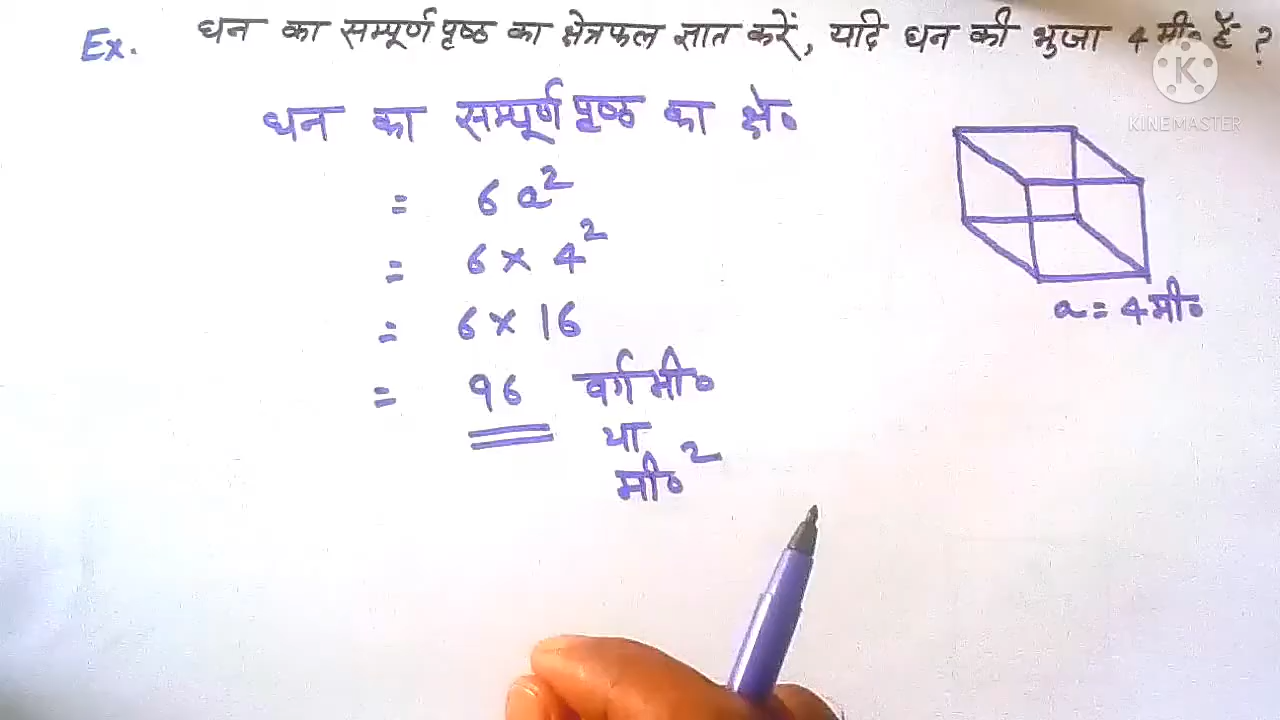 Ex. घन का सम्पूर्ण पृष्ठ का क्षेत्रफल ज्ञात करें, यदि घन की भुजा 4 मी० है ?
K
KINEMASTER
घन का सम्पूर्ण पृष्ठ का क्षे०
= 6 a²
= 6 × 4²
= 6 × 16
a = 4 मी०
= 96 वर्ग मी०
या
मी०²